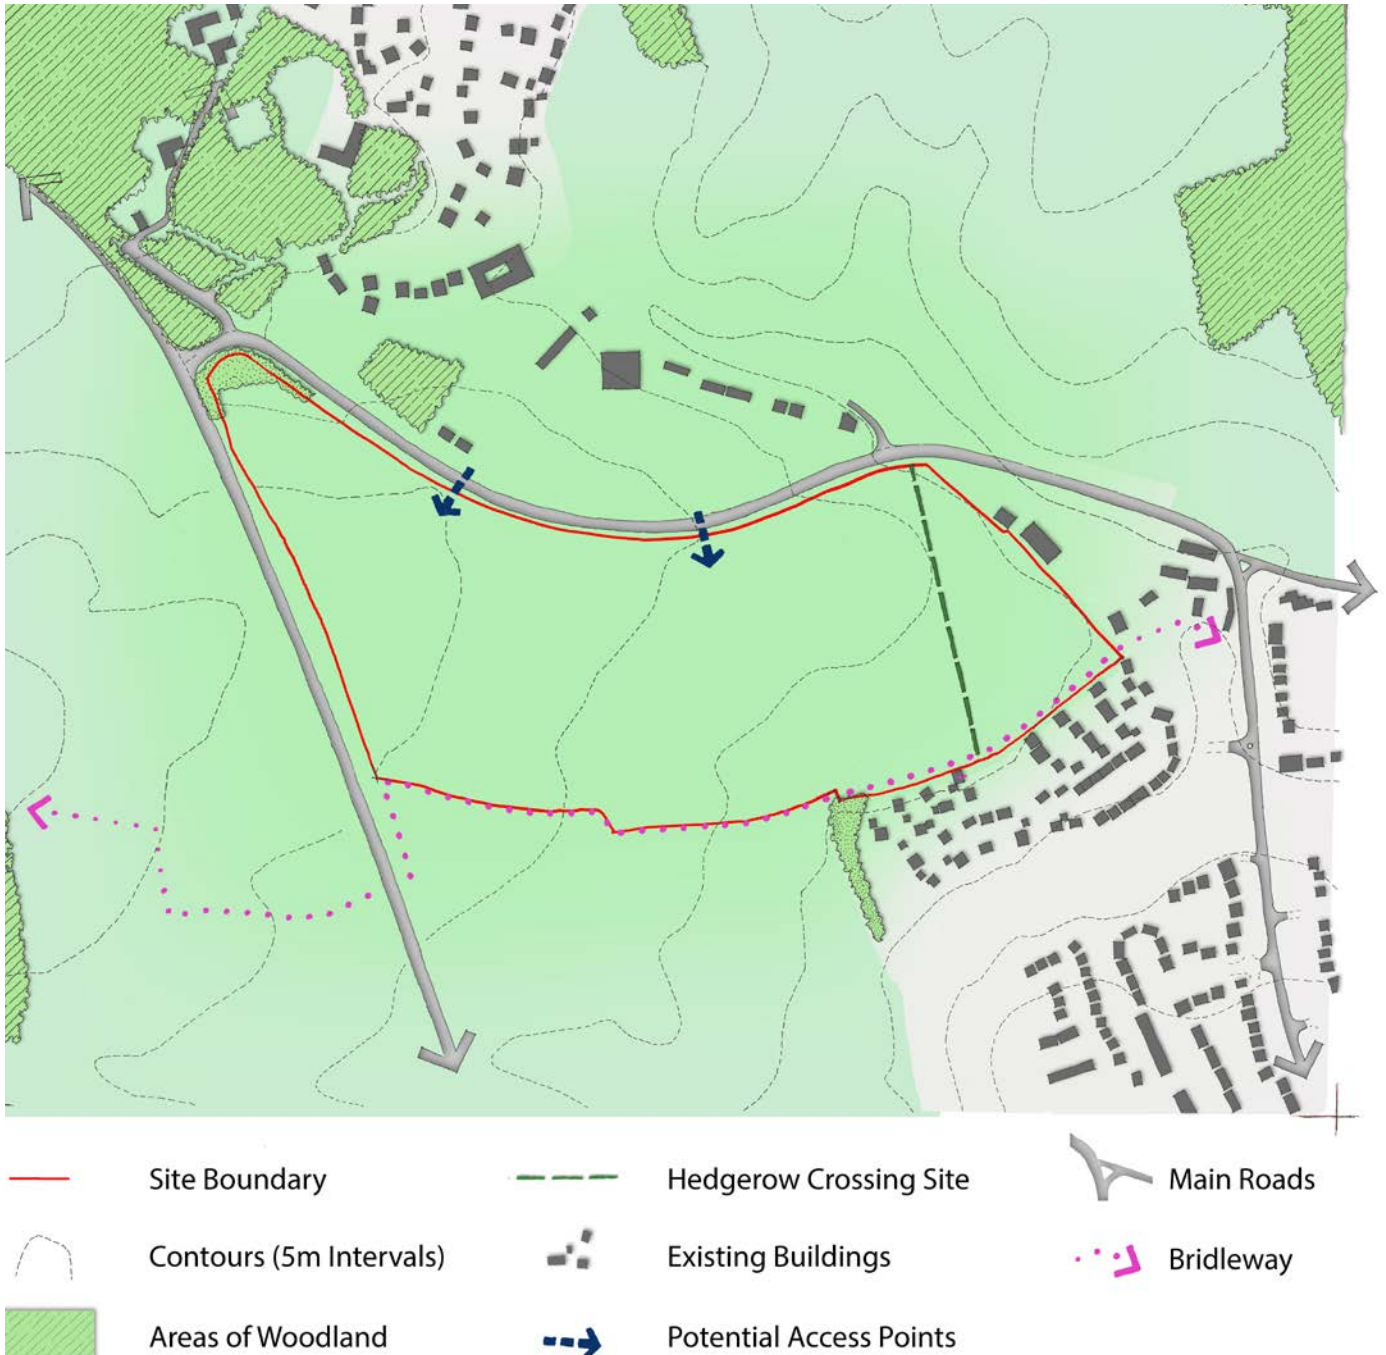 Site Boundary
Hedgerow Crossing Site
Main Roads
Contours (5m Intervals)
Existing Buildings
Bridleway
Areas of Woodland
Potential Access Points